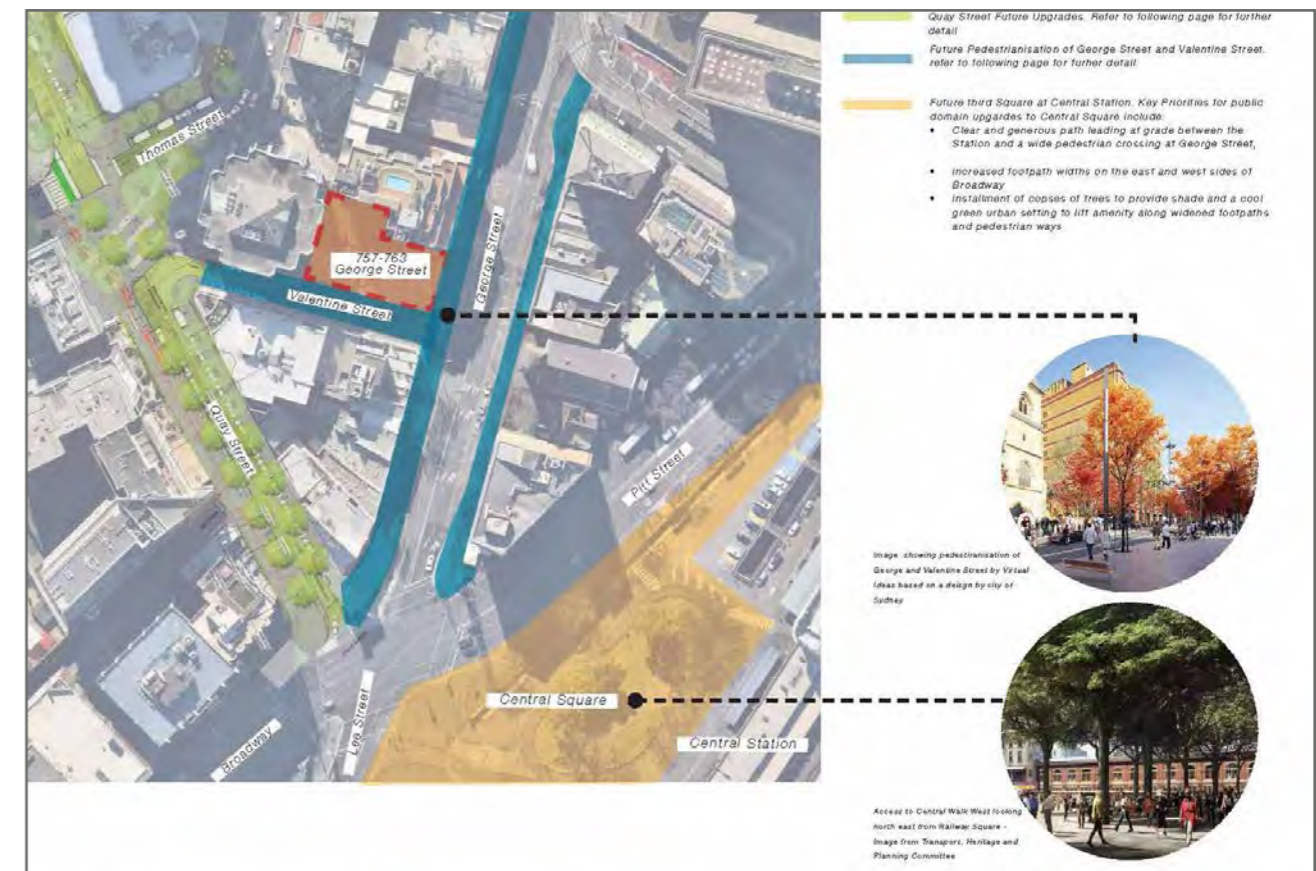 Quay Street Future Upgrades. Refer to following page for further
detail
Future Pedestrianisation of George Street and Valentine Street.
refer to following page for furher detail
Future third Square at Central Station. Key Priorities for public
domain upgardes to Central Square include:
• Clear and generous path leading at grade between the
Station and a wide pedestrian crossing at George Street,
• increased footpath widths on the east and west sides of
Broadway
• Installment of copses of trees to provide shade and a cool
green urban setting to lift amenity along widened footpaths
and pedestrian ways
Thomas Street
757-763
George Street
George Street
Valentine Street
Quay Street
Pitt Street
Central Square
Central Station
Lee Street
Broadway
Image showing pedestrianisation of
George and Valentine Street by Virtual
Ideas based on a deisgn by city of
Sydney
Access to Central Walk West looking
north east from Railway Square -
Image from Transport, Heritage and
Planning Committee